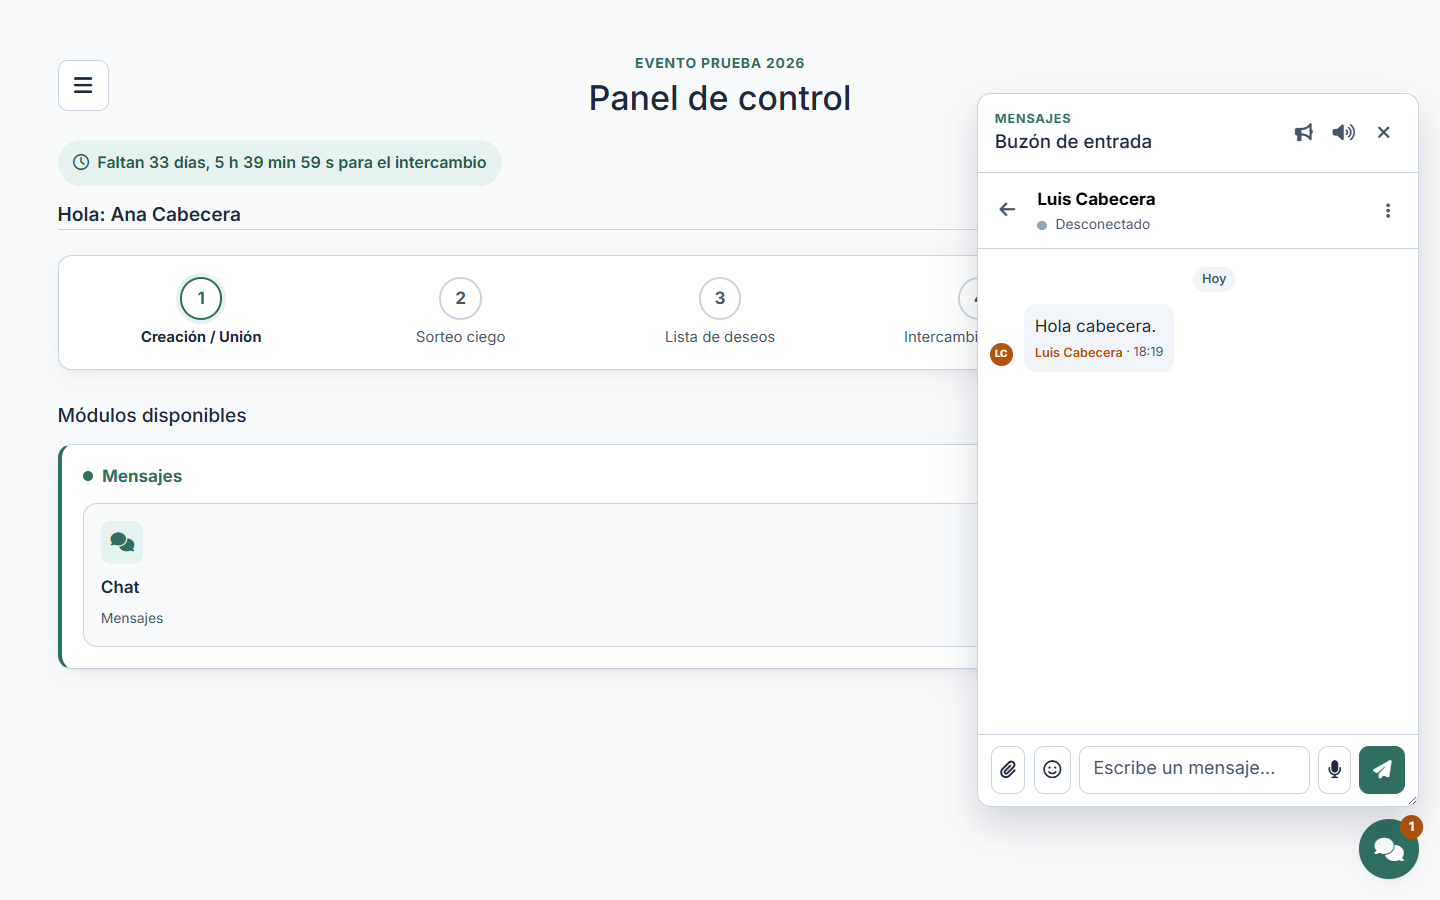 EVENTO PRUEBA 2026
Panel de control
Faltan 33 días, 5 h 39 min 59 s para el intercambio
Hola: Ana Cabecera
1
Creación / Unión
2
Sorteo ciego
3
Lista de deseos
Intercambi
Módulos disponibles
Mensajes
Chat
Mensajes
MENSAJES
Buzón de entrada
Luis Cabecera
Desconectado
Hoy
Hola cabecera.
LC
Luis Cabecera · 18:19
Escribe un mensaje...
1